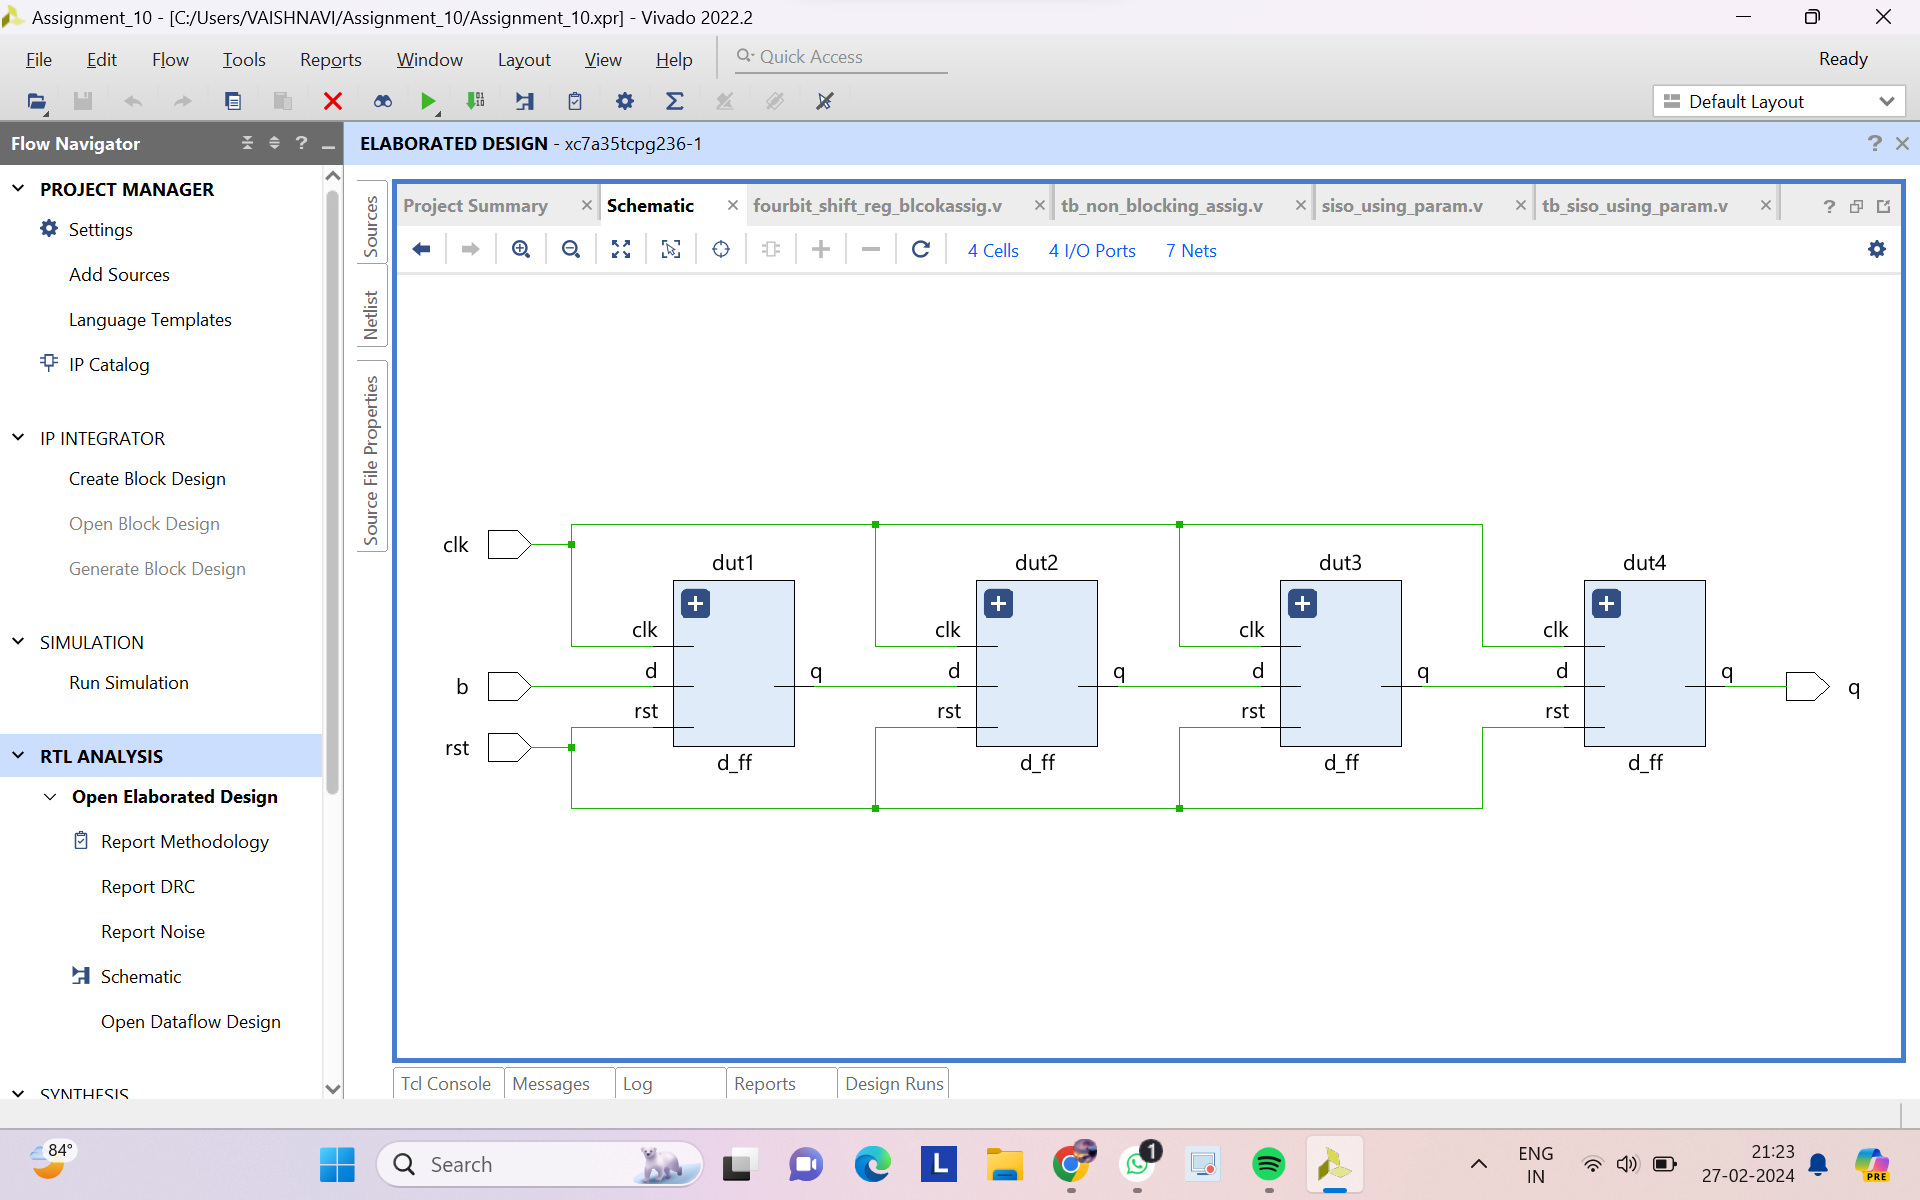 Assignment_10 - [C:/Users/VAISHNAVI/Assignment_10/Assignment_10.xpr] - Vivado 2022.2
File Edit Flow Tools Reports Window Layout View Help Quick Access Ready
Default Layout
Flow Navigator ? ELABORATED DESIGN - xc7a35tcpg236-1 ?
PROJECT MANAGER
Settings
Add Sources
Language Templates
IP Catalog
IP INTEGRATOR
Create Block Design
Open Block Design
Generate Block Design
SIMULATION
Run Simulation
RTL ANALYSIS
Open Elaborated Design
Report Methodology
Report DRC
Report Noise
Schematic
Open Dataflow Design
SYNTHESIS
Sources
Netlist
Source File Properties
Project Summary Schematic fourbit_shift_reg_blcokassig.v tb_non_blocking_assig.v siso_using_param.v tb_siso_using_param.v ?
4 Cells 4 I/O Ports 7 Nets
clk
dut1 dut2 dut3 dut4
clk clk clk clk
b d q d q d q d q q
rst rst rst rst rst
d_ff d_ff d_ff d_ff
Tcl Console Messages Log Reports Design Runs
84° Search L 1 ENG IN 21:23 27-02-2024 PRE